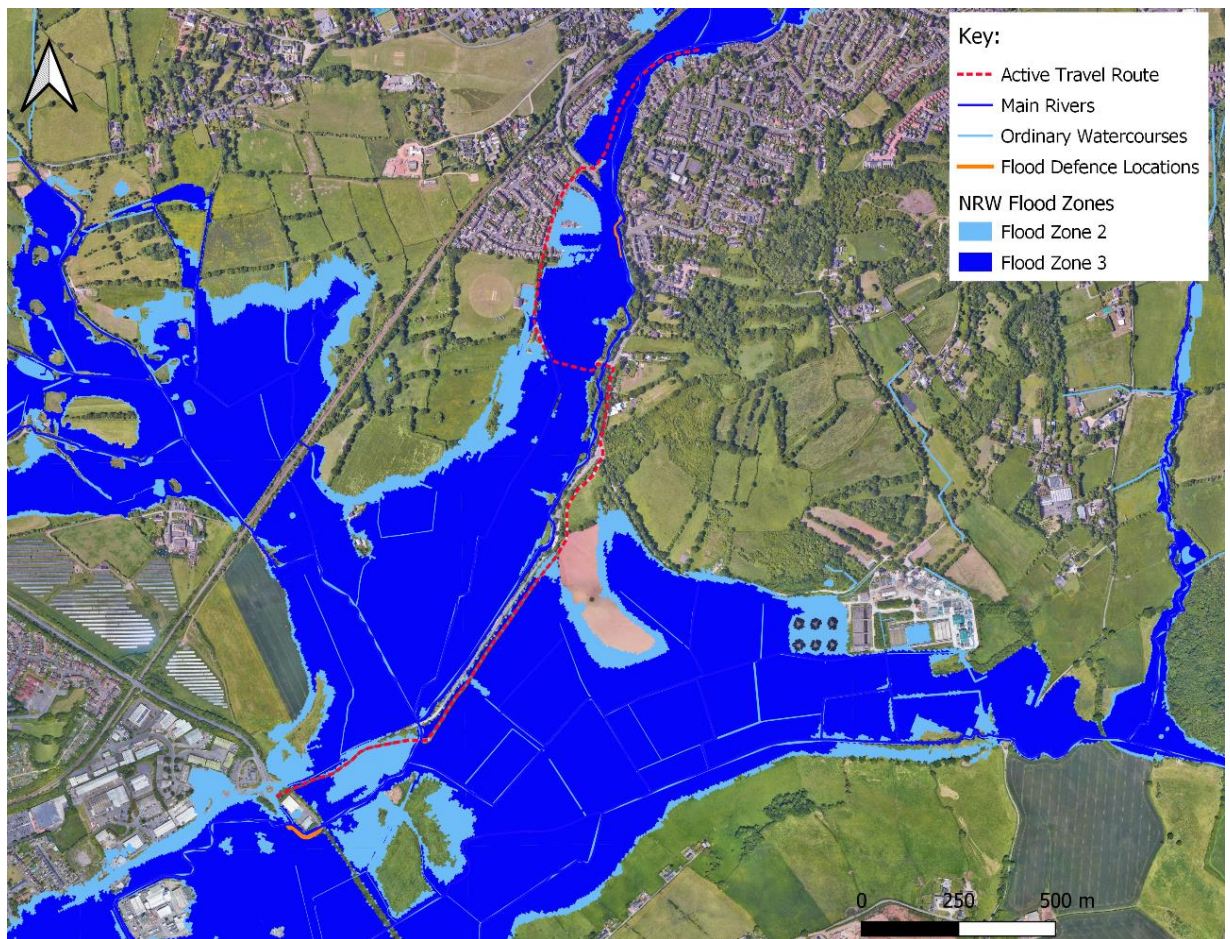 Key:
Active Travel Route
Main Rivers
Ordinary Watercourses
Flood Defence Locations
NRW Flood Zones
Flood Zone 2
Flood Zone 3
0 250 500 m